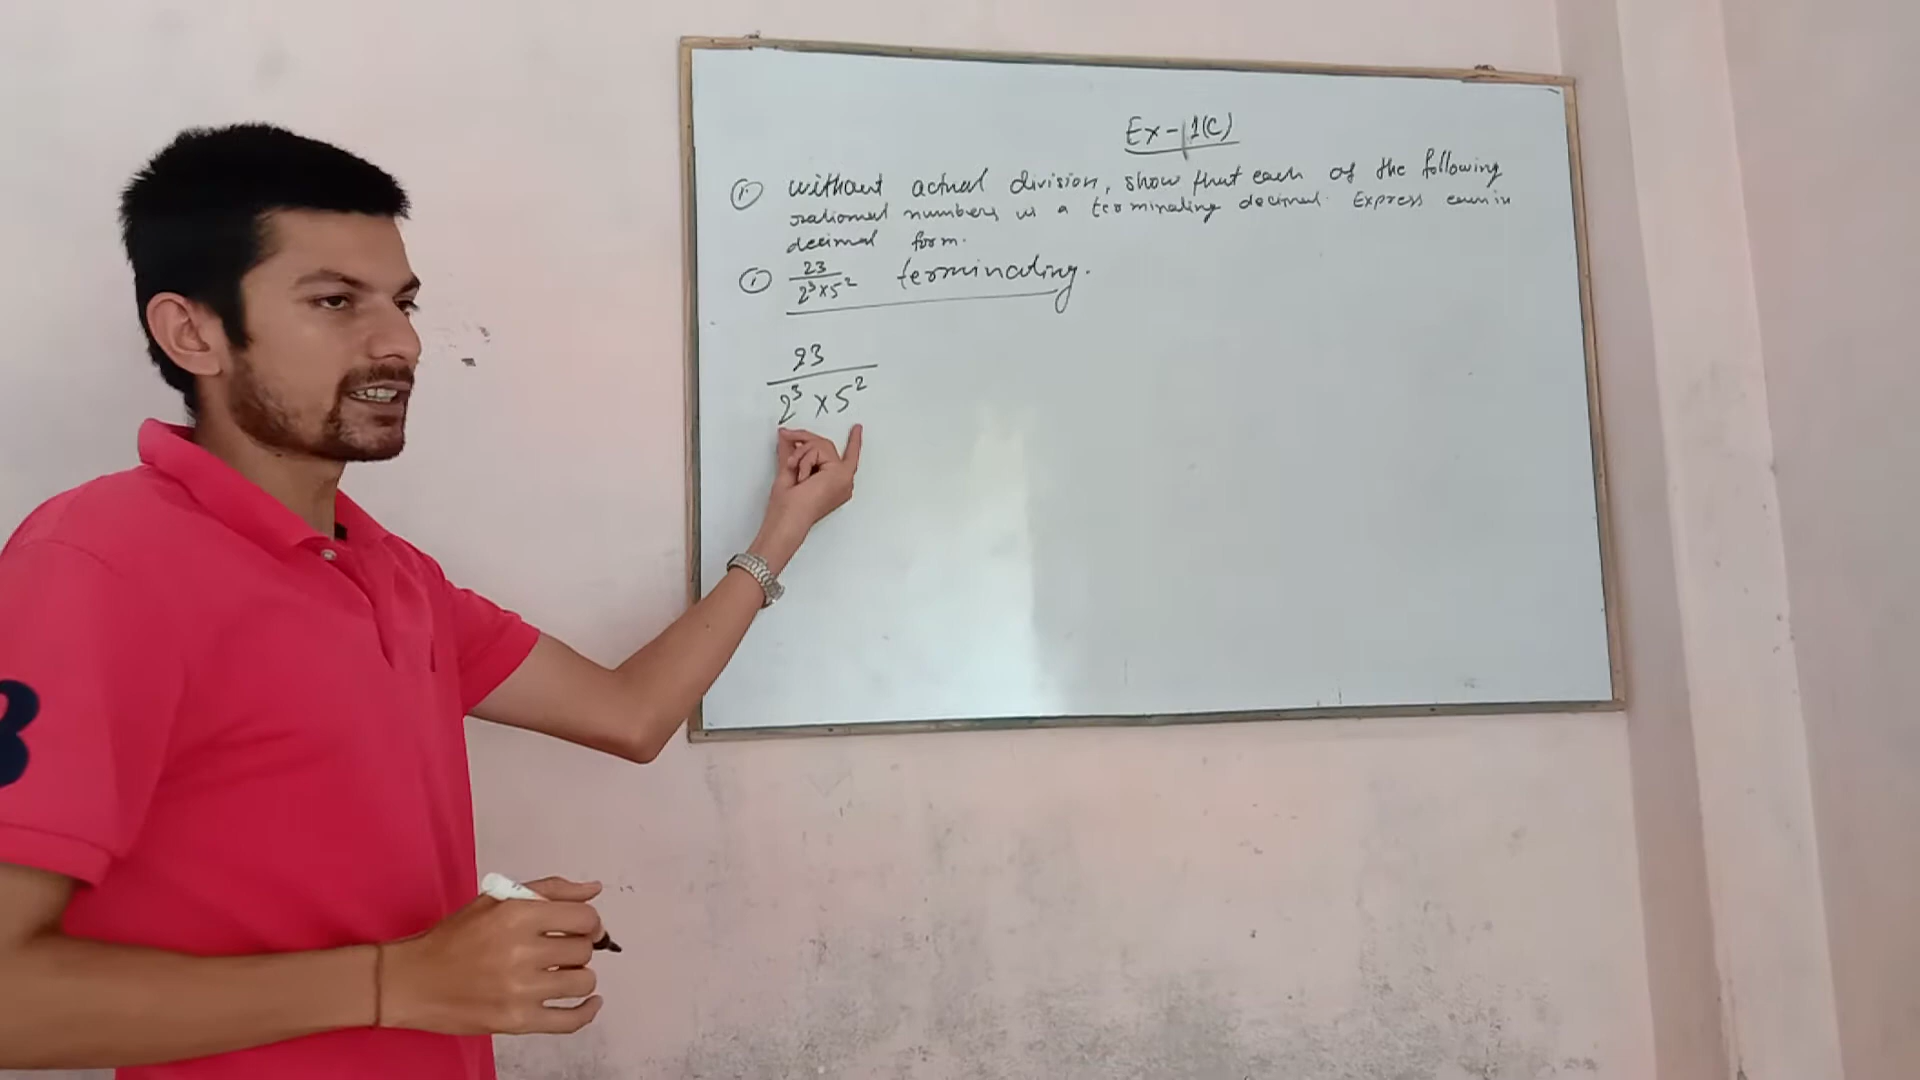 Ex-1(C)
① without actual division, show that each of the following
rational numbers is a terminating decimal. Express each in
decimal form.
① 23/2³×5² terminating.
23
2³ × 5²